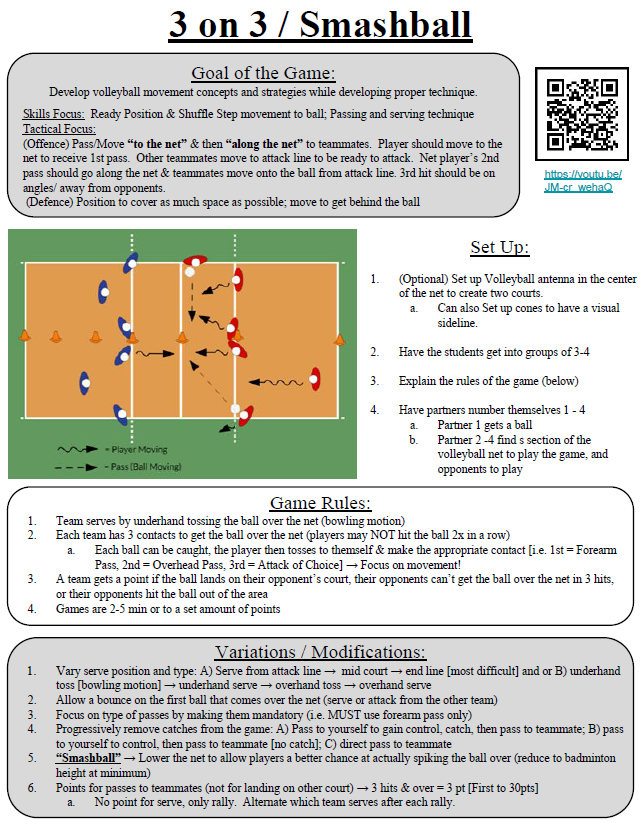 3 on 3 / Smashball
Goal of the Game:
Develop volleyball movement concepts and strategies while developing proper technique.
Skills Focus: Ready Position & Shuffle Step movement to ball; Passing and serving technique
Tactical Focus:
(Offence) Pass/Move “to the net” & then “along the net” to teammates. Player should move to the
net to receive 1st pass. Other teammates move to attack line to be ready to attack. Net player’s 2nd
pass should go along the net & teammates move onto the ball from attack line. 3rd hit should be on
angles/ away from opponents.
(Defence) Position to cover as much space as possible; move to get behind the ball
https://youtu.be/
JM-cr_wehaQ
Set Up:
1. (Optional) Set up Volleyball antenna in the center
of the net to create two courts.
a. Can also Set up cones to have a visual
sideline.
2. Have the students get into groups of 3-4
3. Explain the rules of the game (below)
4. Have partners number themselves 1 - 4
a. Partner 1 gets a ball
b. Partner 2 -4 find s section of the
volleyball net to play the game, and
opponents to play
= Player Moving
= Pass (Ball Moving)
Game Rules:
1. Team serves by underhand tossing the ball over the net (bowling motion)
2. Each team has 3 contacts to get the ball over the net (players may NOT hit the ball 2x in a row)
a. Each ball can be caught, the player then tosses to themself & make the appropriate contact [i.e. 1st = Forearm
Pass, 2nd = Overhead Pass, 3rd = Attack of Choice] → Focus on movement!
3. A team gets a point if the ball lands on their opponent’s court, their opponents can’t get the ball over the net in 3 hits,
or their opponents hit the ball out of the area
4. Games are 2-5 min or to a set amount of points
Variations / Modifications:
1. Vary serve position and type: A) Serve from attack line → mid court → end line [most difficult] and or B) underhand
toss [bowling motion] → underhand serve → overhand toss → overhand serve
2. Allow a bounce on the first ball that comes over the net (serve or attack from the other team)
3. Focus on type of passes by making them mandatory (i.e. MUST use forearm pass only)
4. Progressively remove catches from the game: A) Pass to yourself to gain control, catch, then pass to teammate; B) pass
to yourself to control, then pass to teammate [no catch]; C) direct pass to teammate
5. “Smashball” → Lower the net to allow players a better chance at actually spiking the ball over (reduce to badminton
height at minimum)
6. Points for passes to teammates (not for landing on other court) → 3 hits & over = 3 pt [First to 30pts]
a. No point for serve, only rally. Alternate which team serves after each rally.